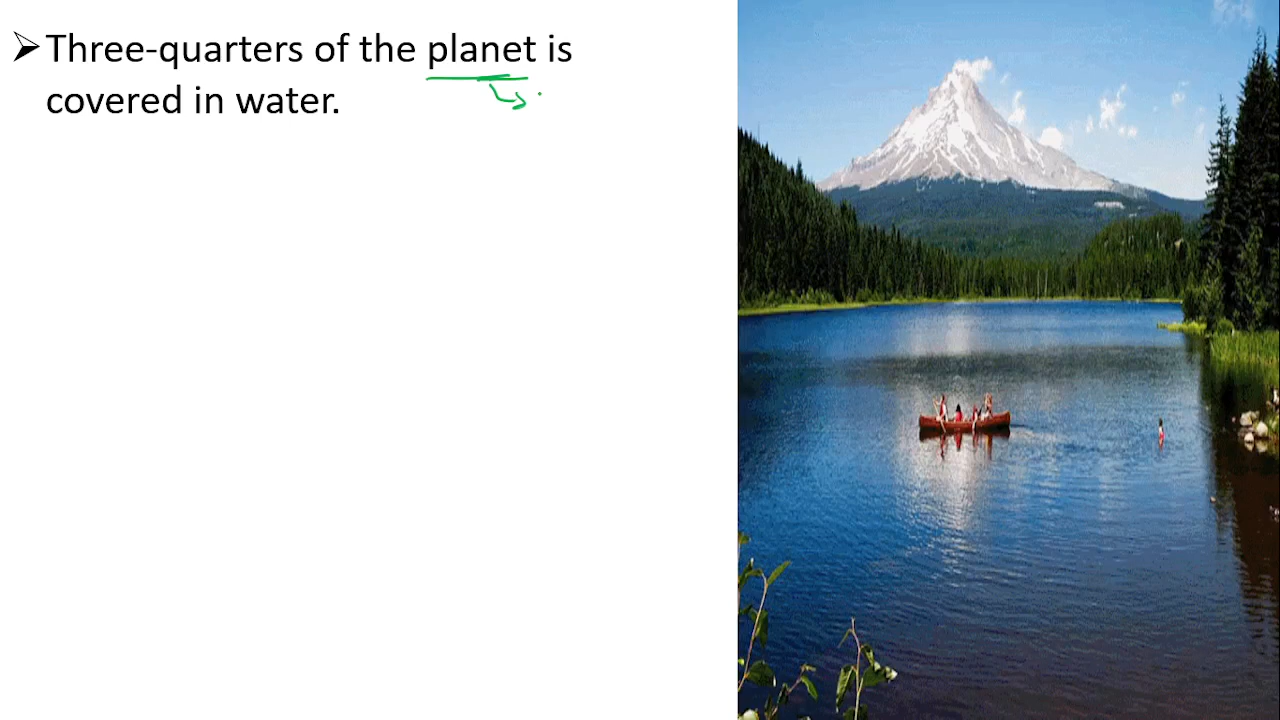 Three-quarters of the planet is
covered in water.